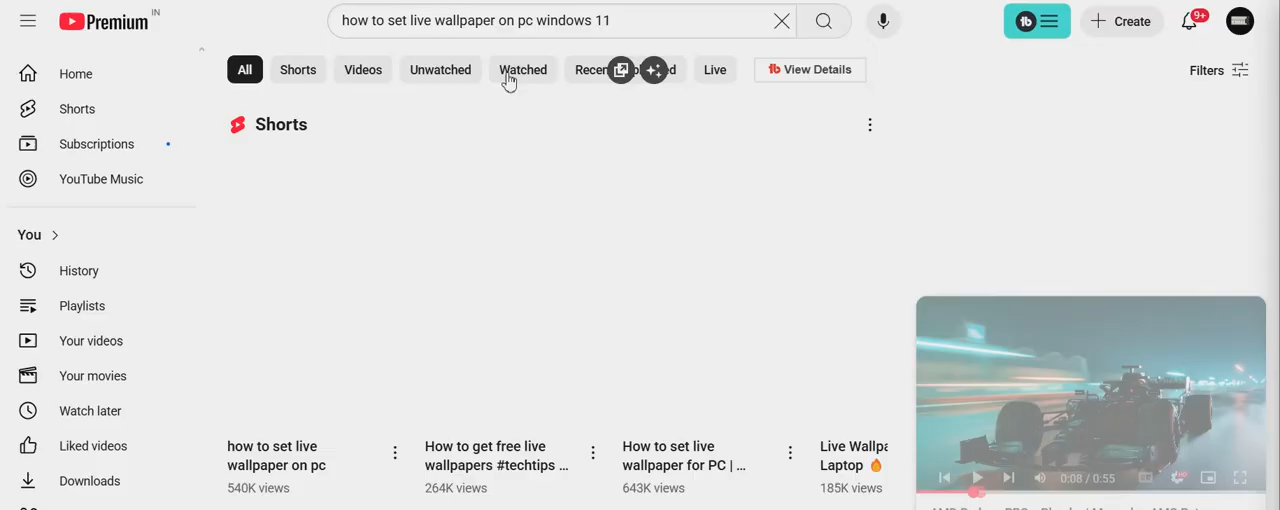 Premium IN
how to set live wallpaper on pc windows 11
Create
9+
Home
Shorts
Subscriptions
YouTube Music
You
History
Playlists
Your videos
Your movies
Watch later
Liked videos
Downloads
All
Shorts
Videos
Unwatched
Watched
Live
View Details
Filters
Shorts
how to set live
wallpaper on pc
540K views
How to get free live
wallpapers #techtips ...
264K views
How to set live
wallpaper for PC | ...
643K views
Live Wallpa
Laptop 🔥
185K views
0:08 / 0:55